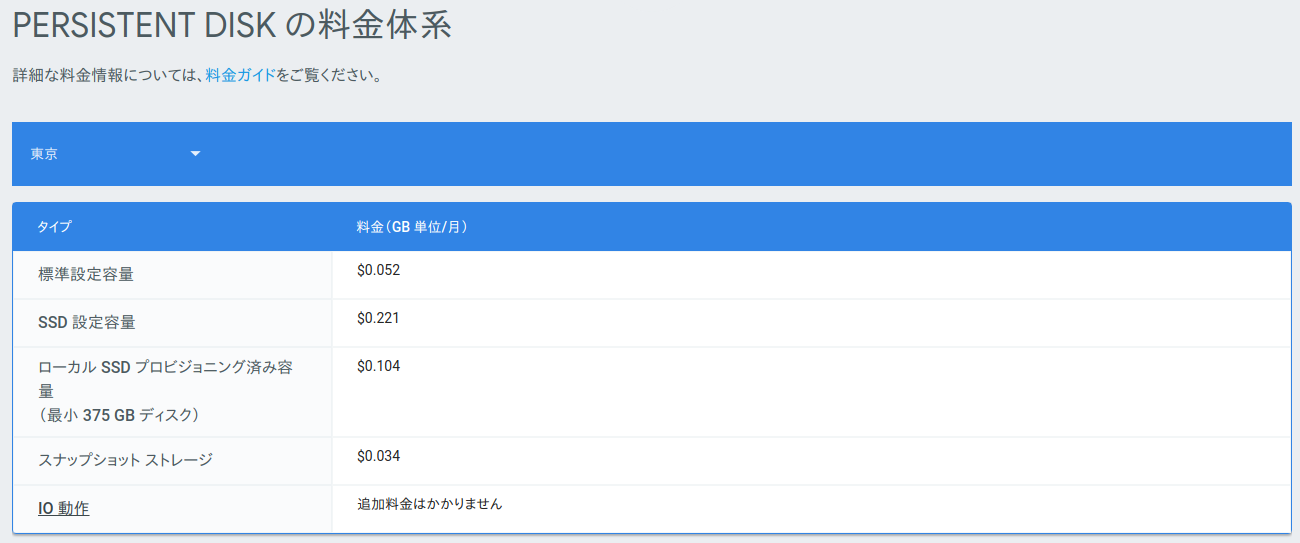 PERSISTENT DISK の料金体系
詳細な料金情報については、料金ガイドをご覧ください。
東京
タイプ
料金（GB 単位/月）
標準設定容量
$0.052
SSD 設定容量
$0.221
ローカル SSD プロビジョニング済み容
量
（最小 375 GB ディスク）
$0.104
スナップショット ストレージ
$0.034
IO 動作
追加料金はかかりません